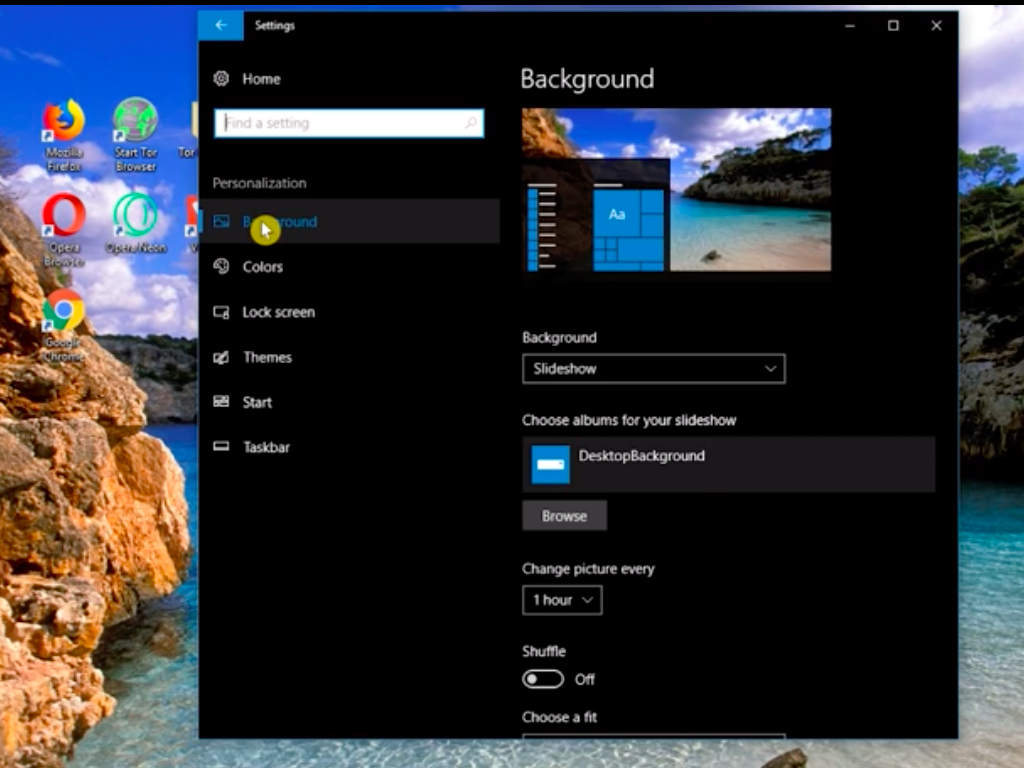 Settings
Home
Find a setting
Personalization
Background
Colors
Lock screen
Themes
Start
Taskbar
Background
Aa
Background
Slideshow
Choose albums for your slideshow
DesktopBackground
Browse
Change picture every
1 hour
Shuffle
Off
Choose a fit
Mozilla
Firefox
Start Tor
Browser
Tor
Opera
Browser
Opera Neon
V
Google
Chrome